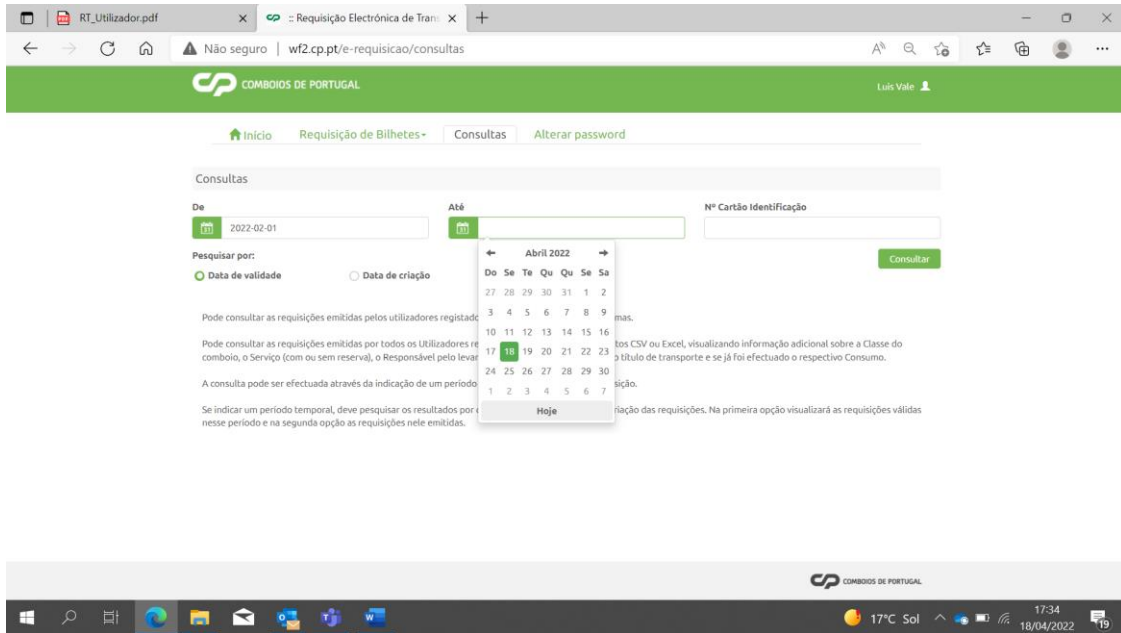 RT_Utilizador.pdf
:: Requisição Electrónica de Tran
Não seguro | wf2.cp.pt/e-requisicao/consultas
CP COMBOIOS DE PORTUGAL
Luis Vale
Início Requisição de Bilhetes Consultas Alterar password
Consultas
De Até Nº Cartão Identificação
2022-02-01
Pesquisar por:
Consultar
Data de validade Data de criação
Abril 2022
Do Se Te Qu Qu Se Sa
27 28 29 30 31 1 2
3 4 5 6 7 8 9
10 11 12 13 14 15 16
17 18 19 20 21 22 23
24 25 26 27 28 29 30
1 2 3 4 5 6 7
Hoje
Pode consultar as requisições emitidas pelos utilizadores
Pode consultar as requisições emitidas por todos os Utilizadores CSV ou Excel, visualizando informação adicional sobre a Classe do
comboio, o Serviço (com ou sem reserva), o Responsável pelo título de transporte e se já foi efectuado o respectivo Consumo.
A consulta pode ser efectuada através da indicação de um período
Se indicar um período temporal, deve pesquisar os resultados por das requisições. Na primeira opção visualizará as requisições válidas
nesse período e na segunda opção as requisições nele emitidas.
CP COMBOIOS DE PORTUGAL
17°C Sol
17:34
18/04/2022
19